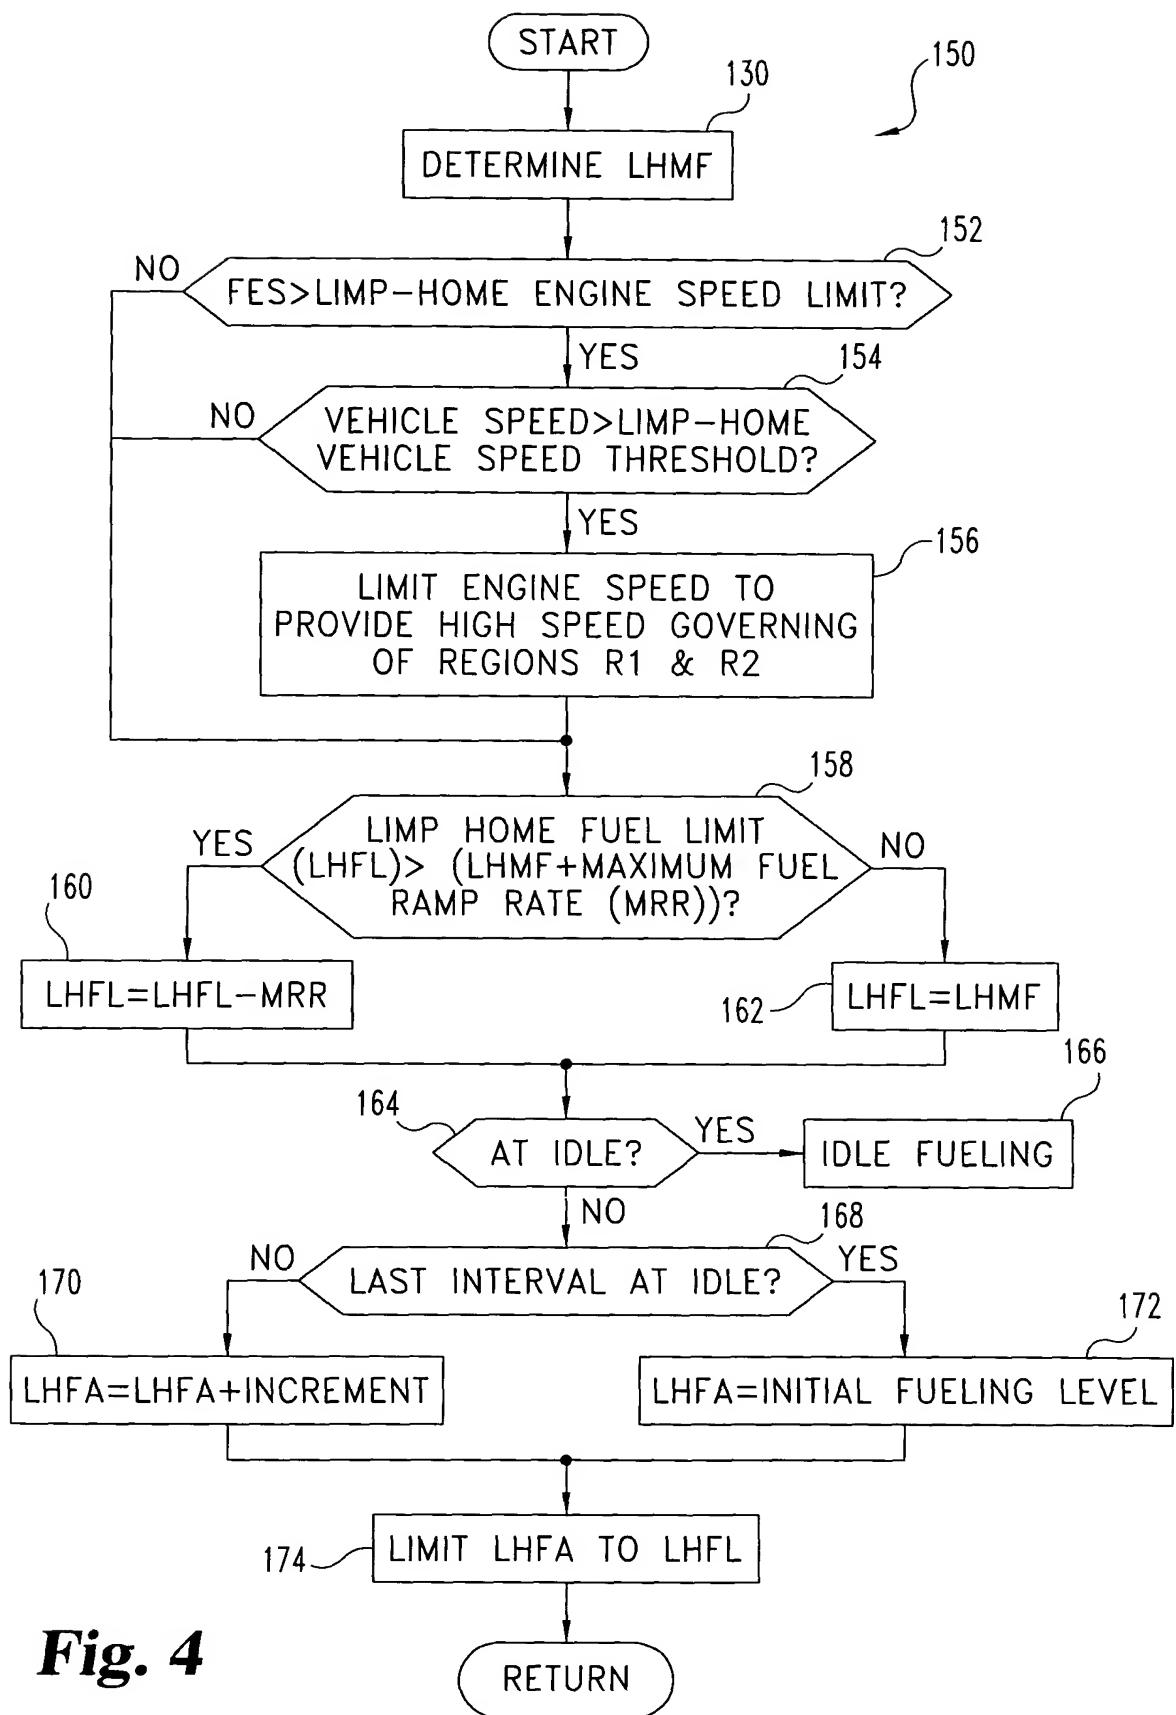 START
150
130
DETERMINE LHMF
152
NO
FES>LIMP-HOME ENGINE SPEED LIMIT?
YES
154
NO
VEHICLE SPEED>LIMP-HOME
VEHICLE SPEED THRESHOLD?
YES
156
LIMIT ENGINE SPEED TO
PROVIDE HIGH SPEED GOVERNING
OF REGIONS R1 & R2
158
YES
LIMP HOME FUEL LIMIT
(LHFL)> (LHMF+MAXIMUM FUEL
RAMP RATE (MRR))?
NO
160
LHFL=LHFL-MRR
162
LHFL=LHMF
166
164
AT IDLE?
YES
IDLE FUELING
NO
168
NO
LAST INTERVAL AT IDLE?
YES
170
172
LHFA=LHFA+INCREMENT
LHFA=INITIAL FUELING LEVEL
174
LIMIT LHFA TO LHFL
RETURN
Fig. 4